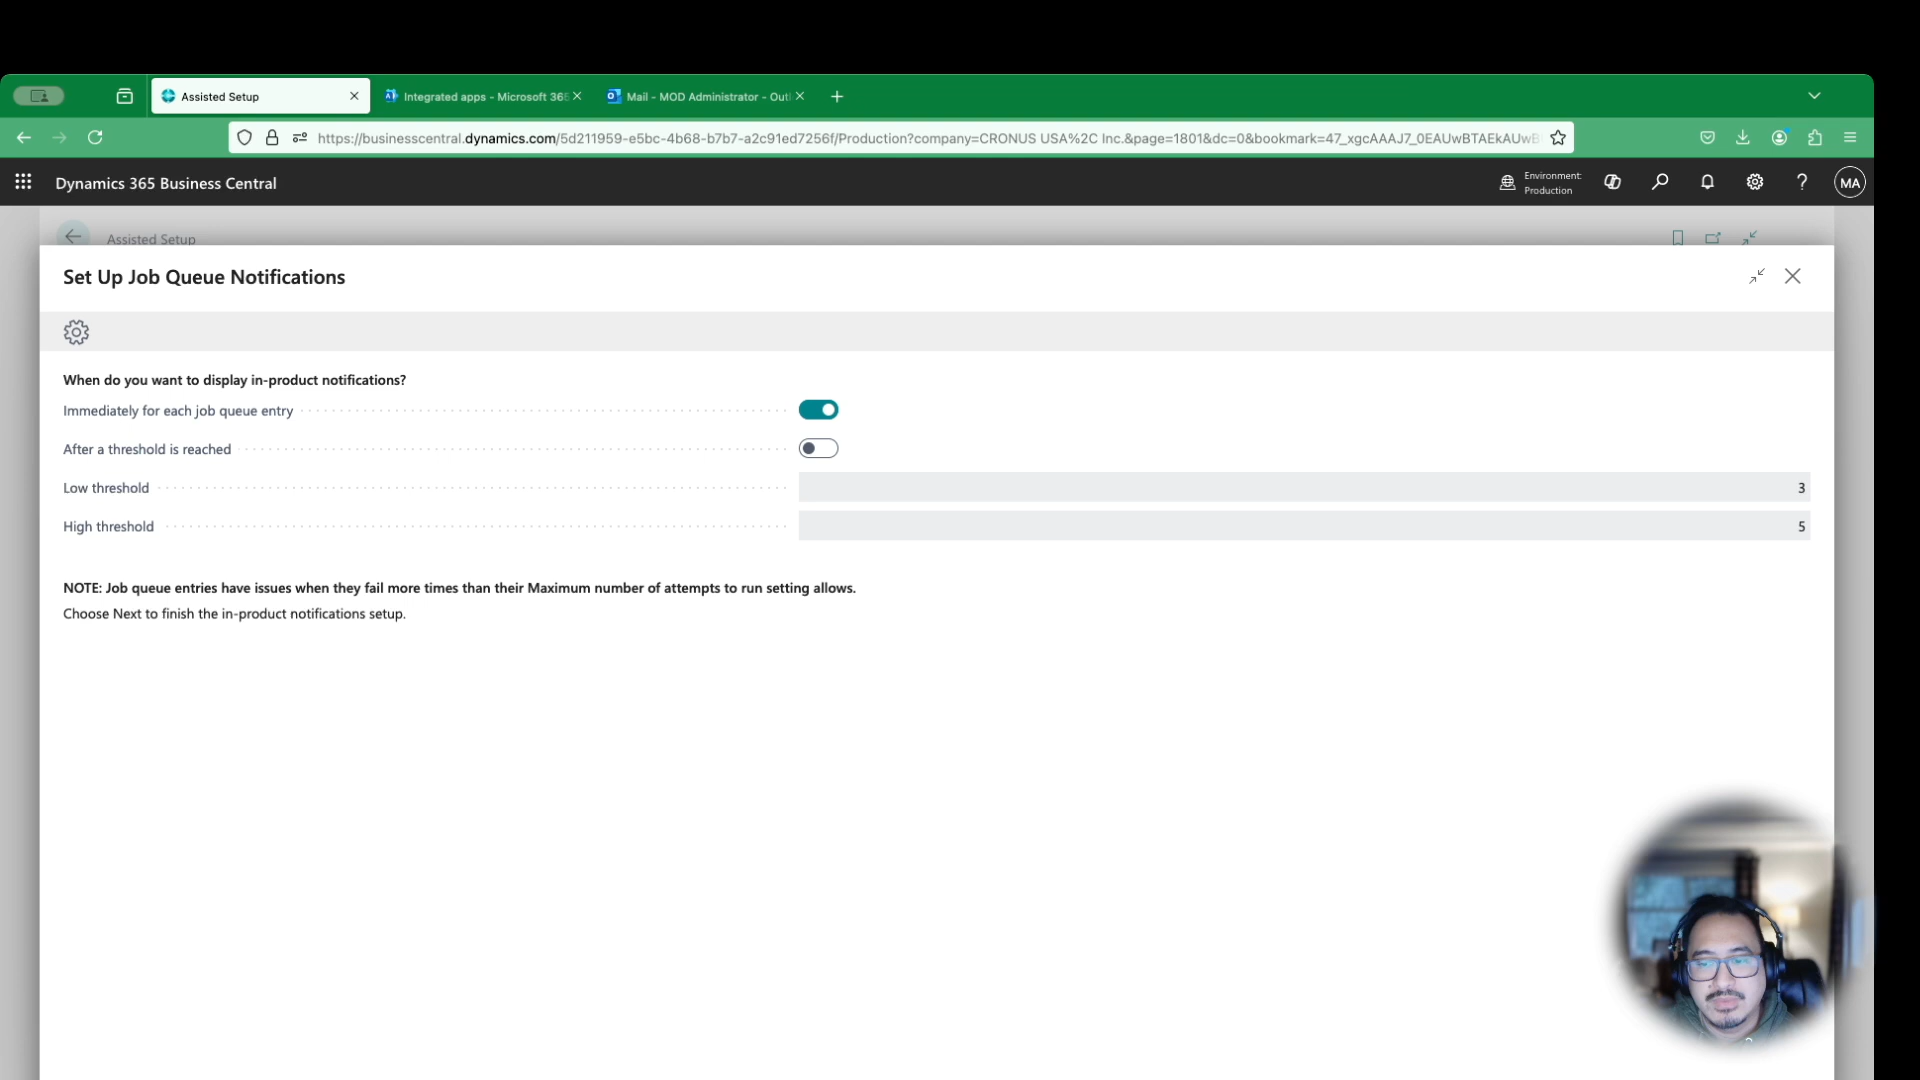 Assisted Setup
Integrated apps - Microsoft 365
Mail - MOD Administrator - Outl
https://businesscentral.dynamics.com/5d211959-e5bc-4b68-b7b7-a2c91ed7256f/Production?company=CRONUS USA%2C Inc.&page=1801&dc=0&bookmark=47_xgcAAAJ7_0EAUwBTAEkAUwB
Dynamics 365 Business Central
Environment:
Production
MA
Assisted Setup
Set Up Job Queue Notifications
When do you want to display in-product notifications?
Immediately for each job queue entry
After a threshold is reached
Low threshold 3
High threshold 5
NOTE: Job queue entries have issues when they fail more times than their Maximum number of attempts to run setting allows.
Choose Next to finish the in-product notifications setup.